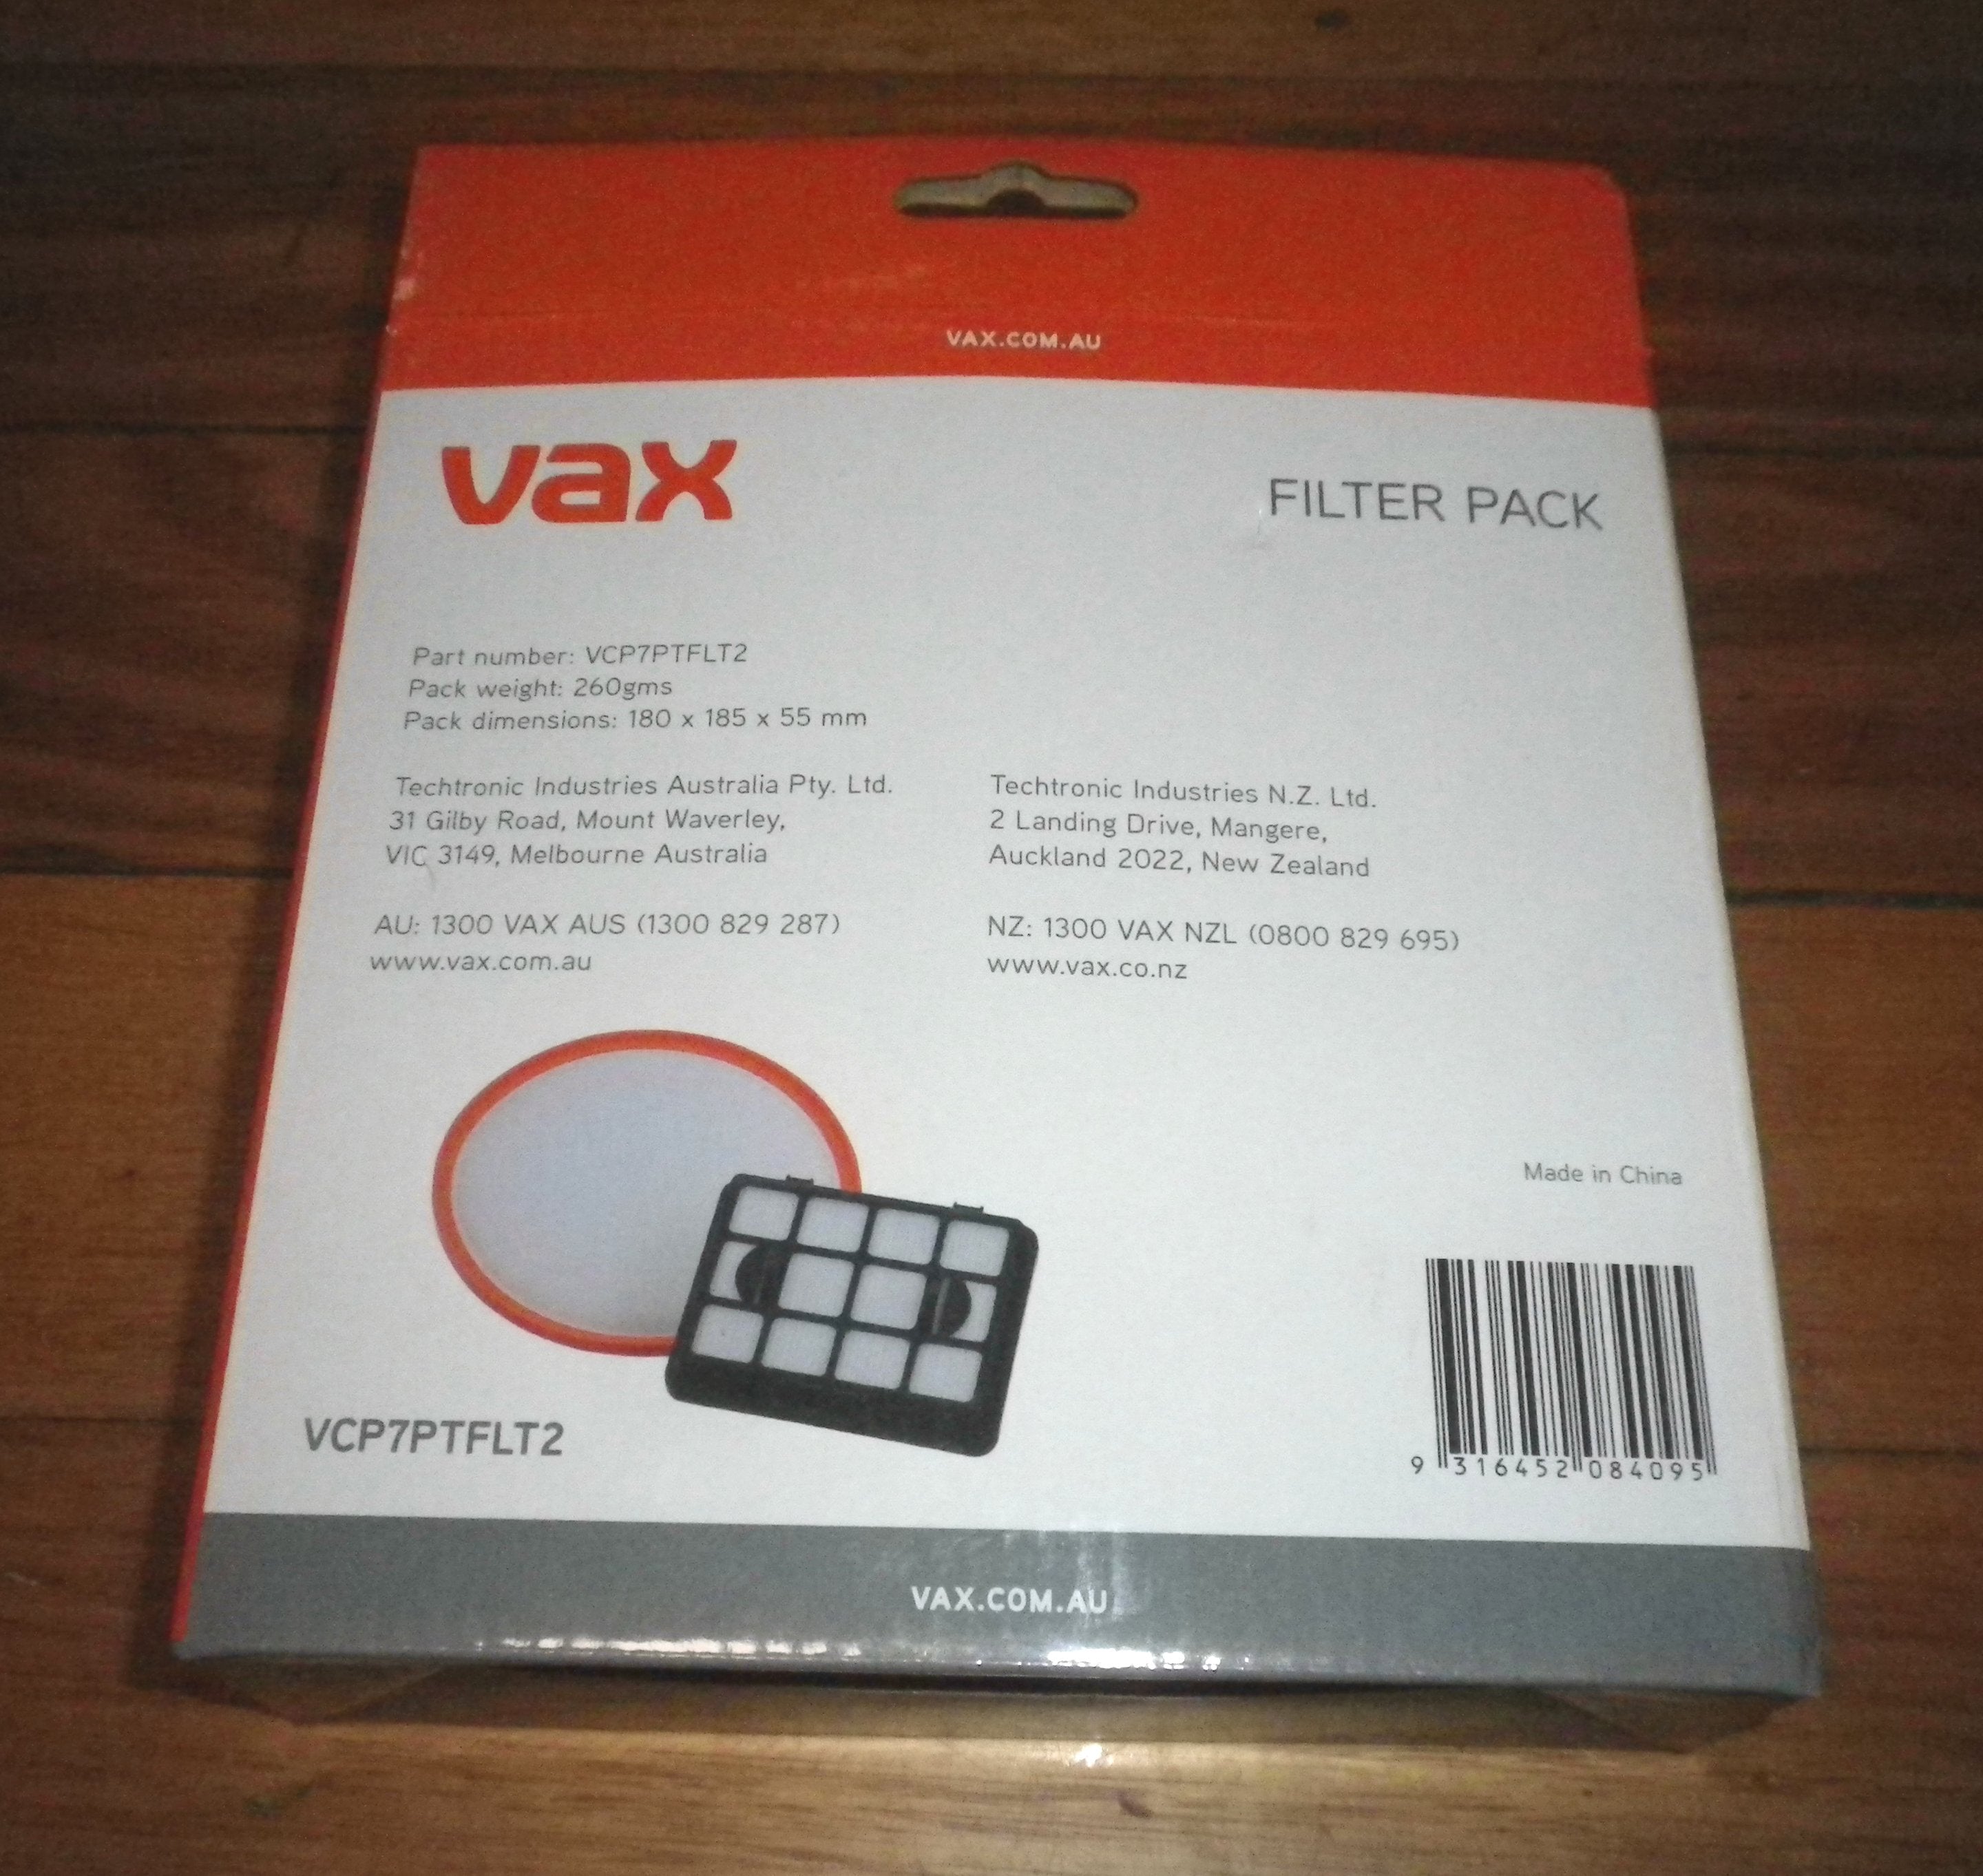 VAX.COM.AU
vax
FILTER PACK
Part number: VCP7PTFLT2
Pack weight: 260gms
Pack dimensions: 180 x 185 x 55 mm
Techtronic Industries Australia Pty. Ltd.
31 Gilby Road, Mount Waverley,
VIC 3149, Melbourne Australia
AU: 1300 VAX AUS (1300 829 287)
www.vax.com.au
Techtronic Industries N.Z. Ltd.
2 Landing Drive, Mangere,
Auckland 2022, New Zealand
NZ: 1300 VAX NZL (0800 829 695)
www.vax.co.nz
Made in China
VCP7PTFLT2
9 316452 084095
VAX.COM.AU